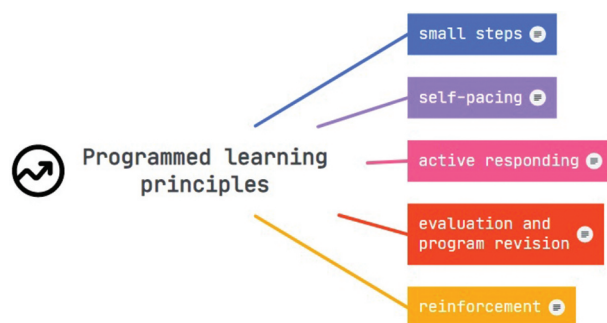 Programmed learning
principles
small steps
self-pacing
active responding
evaluation and
program revision
reinforcement